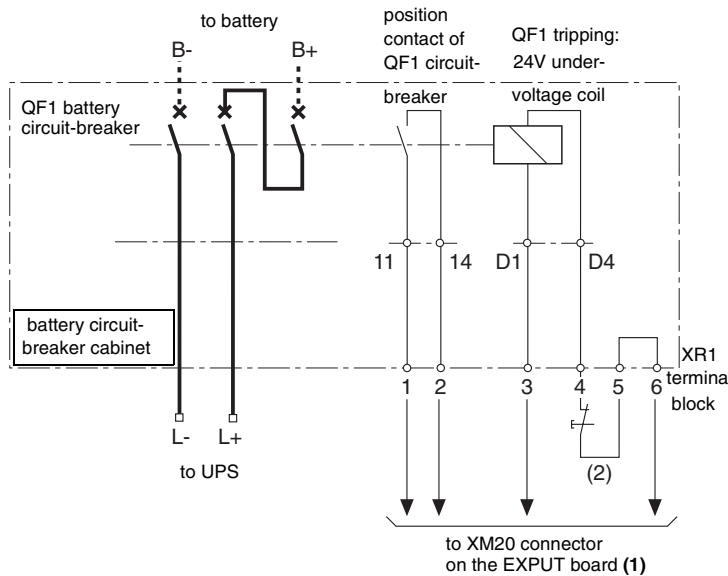 to battery
B-
B+
position
contact of
QF1 circuit-
breaker
QF1 tripping:
24V under-
voltage coil
QF1 battery
circuit-breaker
11
14
D1
D4
battery circuit-
breaker cabinet
XR1
termina
block
1
2
3
4
5
6
L-
L+
(2)
to UPS
to XM20 connector
on the EXPUT board (1)